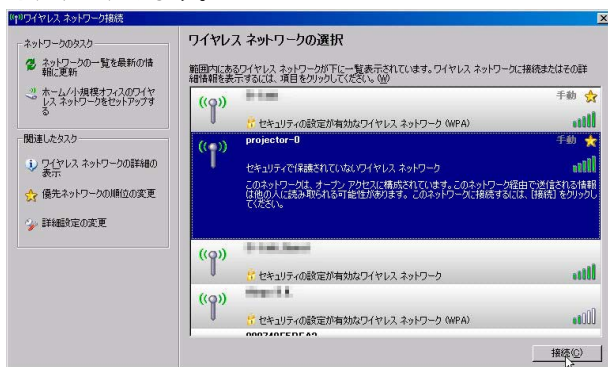 ワイヤレス ネットワーク接続
ネットワークのタスク
ネットワークの一覧を最新の情
報に更新
ホーム/小規模オフィスのワイヤ
レス ネットワークをセットアップす
る
関連したタスク
ワイヤレス ネットワークの詳細の
表示
優先ネットワークの順位の変更
詳細設定の変更
ワイヤレス ネットワークの選択
範囲内にあるワイヤレス ネットワークが下に一覧表示されています。ワイヤレス ネットワークに接続またはその詳
細情報を表示するには、項目をクリックしてください。(W)
手動
セキュリティの設定が有効なワイヤレス ネットワーク (WPA)
projector-0
手動
セキュリティで保護されていないワイヤレス ネットワーク
このネットワークは、オープン アクセスに構成されています。このネットワーク経由で送信される情報
は他の人に読み取られる可能性があります。このネットワークに接続するには、[接続] をクリックし
てください。
セキュリティの設定が有効なワイヤレス ネットワーク
セキュリティの設定が有効なワイヤレス ネットワーク (WPA)
接続(C)